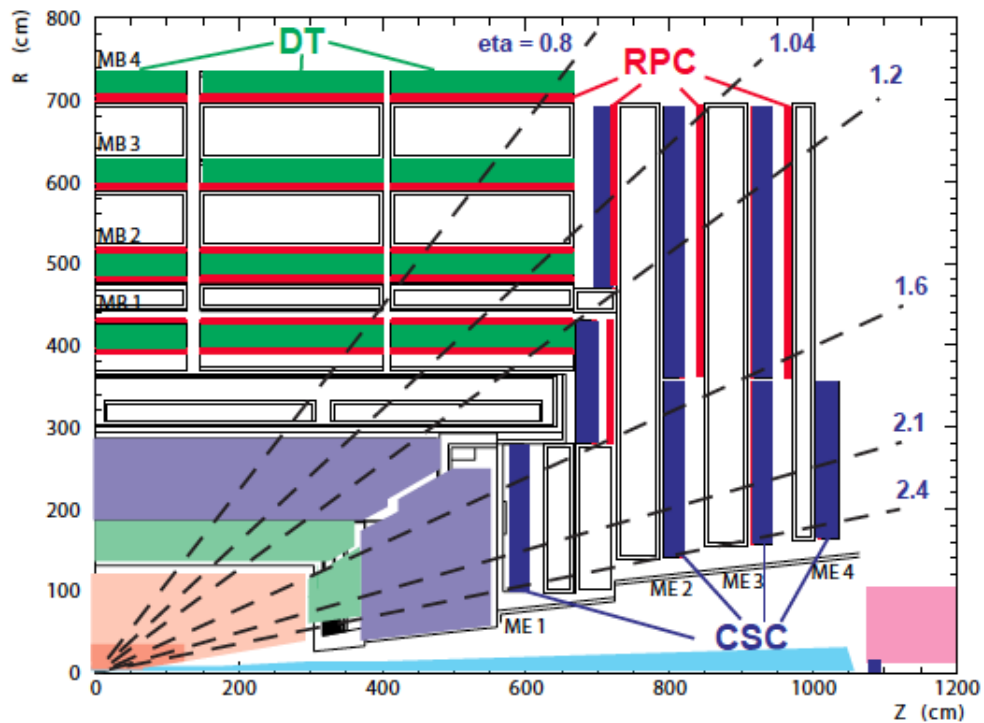 R (cm)
800
700
600
500
400
300
200
100
0
MB 4
MB 3
MB 2
MB 1
DT
eta = 0.8
RPC
1.04
1.2
1.6
2.1
2.4
ME 1
ME 2
ME 3
ME 4
CSC
0
200
400
600
800
1000
1200
Z (cm)